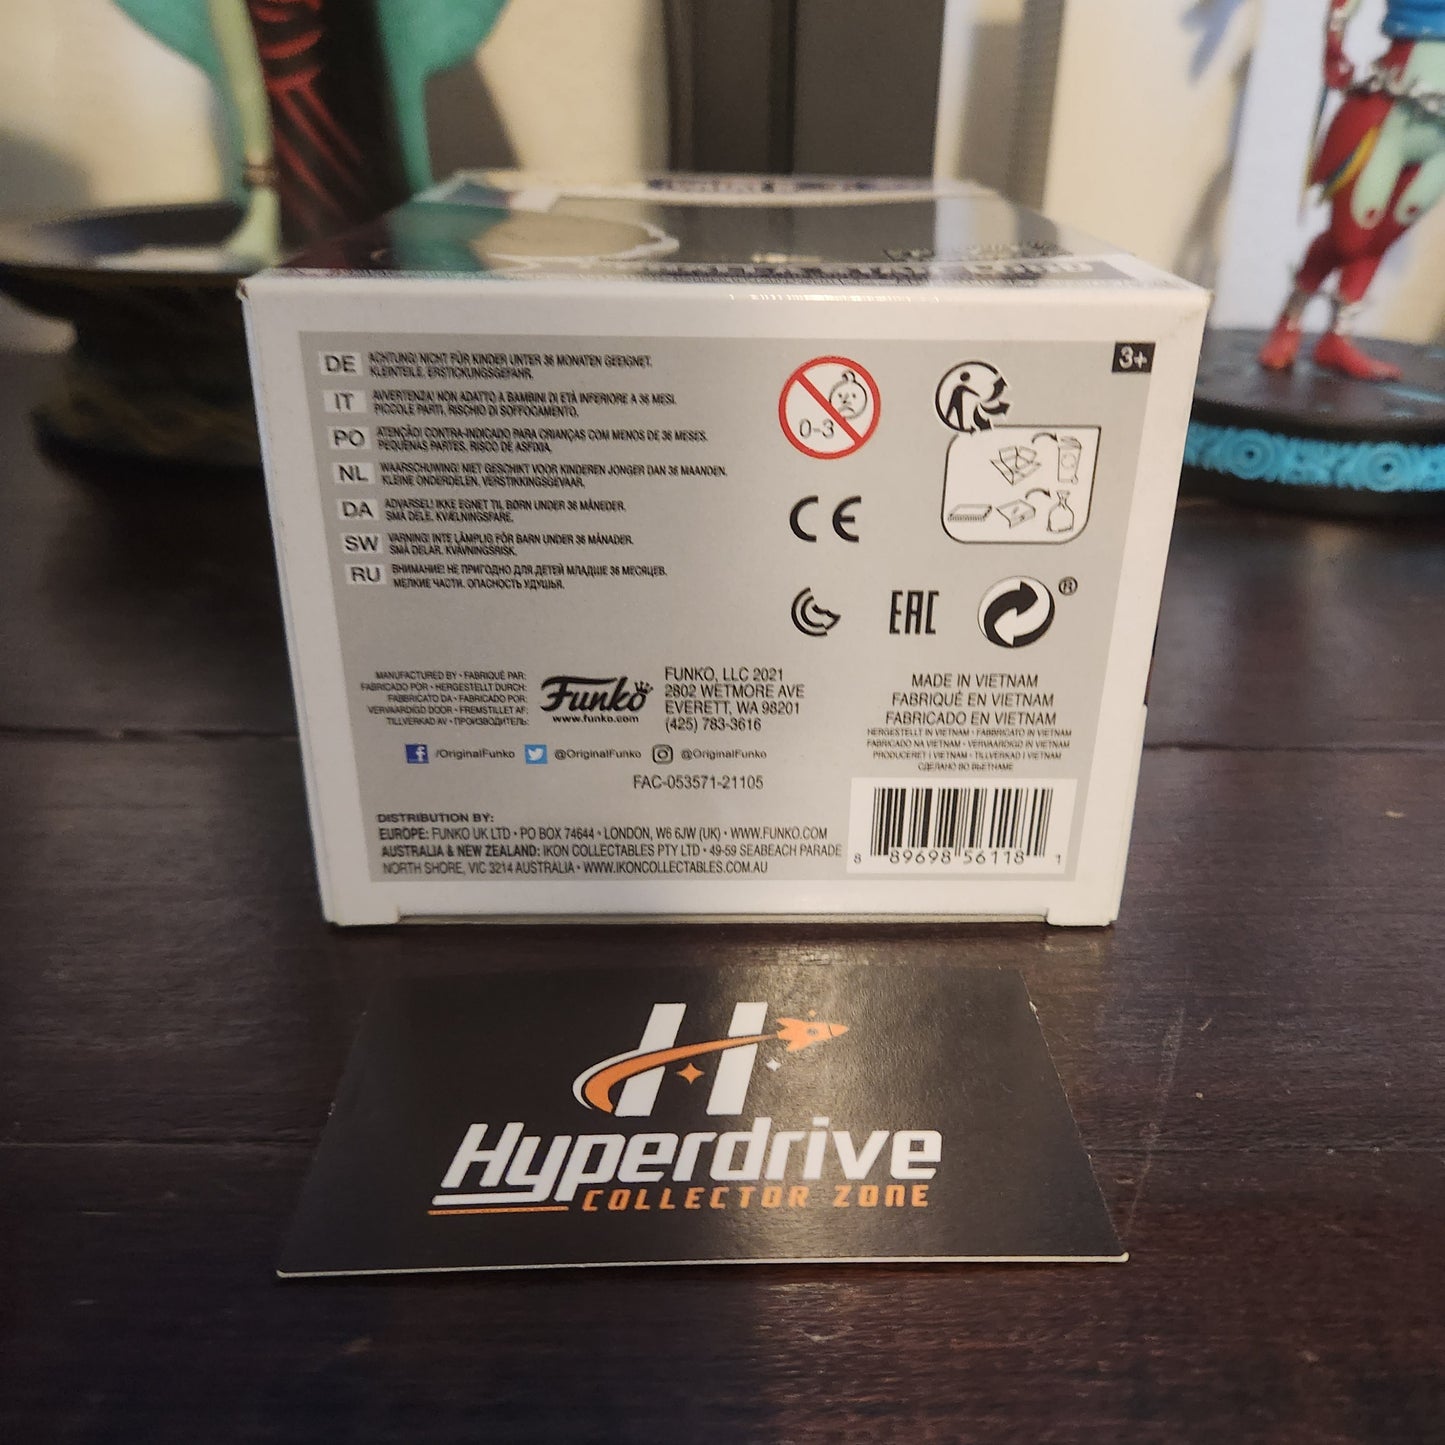 DE ACHTUNG! NICHT FÜR KINDER UNTER 36 MONATEN GEEIGNET.
KLEINTEILE. ERSTICKUNGSGEFAHR.
IT AVVERTENZA! NON ADATTO A BAMBINI DI ETÀ INFERIORE A 36 MESI.
PICCOLE PARTI. RISCHIO DI SOFFOCAMENTO.
PO ATENÇÃO! CONTRA-INDICADO PARA CRIANÇAS COM MENOS DE 36 MESES.
PEQUENAS PARTES. RISCO DE ASFIXIA.
NL WAARSCHUWING! NIET GESCHIKT VOOR KINDEREN JONGER DAN 36 MAANDEN.
KLEINE ONDERDELEN. VERSTIKKINGSGEVAAR.
DA ADVARSEL! IKKE EGNET TIL BØRN UNDER 36 MÅNEDER.
SMÅ DELE. KVÆLNINGSFARE.
SW VARNING! INTE LÄMPLIG FÖR BARN UNDER 36 MÅNADER.
SMÅ DELAR. KVÄVNINGSRISK.
RU ВНИМАНИЕ! НЕ ПРИГОДНО ДЛЯ ДЕТЕЙ МЛАДШЕ 36 МЕСЯЦЕВ.
МЕЛКИЕ ЧАСТИ. ОПАСНОСТЬ УДУШЬЯ.
0-3
3+
CE
EAC
®
MANUFACTURED BY • FABRIQUÉ PAR:
FABRICADO POR • HERGESTELLT DURCH:
FABBRICATO DA • FABRICADO POR:
VERVAARDIGD DOOR • FREMSTILLET AF:
TILLVERKAD AV • ПРОИЗВОДИТЕЛЬ:
Funko
www.funko.com
FUNKO, LLC 2021
2802 WETMORE AVE
EVERETT, WA 98201
(425) 783-3616
/OriginalFunko @OriginalFunko @OriginalFunko
FAC-053571-21105
MADE IN VIETNAM
FABRIQUÉ EN VIETNAM
FABRICADO EN VIETNAM
HERGESTELLT IN VIETNAM • FABBRICATO IN VIETNAM
FABRICADO NA VIETNAM • VERVAARDIGD IN VIETNAM
PRODUCERET I VIETNAM • TILLVERKAD I VIETNAM
СДЕЛАНО ВО ВЬЕТНАМЕ
DISTRIBUTION BY:
EUROPE: FUNKO UK LTD • PO BOX 74644 • LONDON, W6 6JW (UK) • WWW.FUNKO.COM
AUSTRALIA & NEW ZEALAND: IKON COLLECTABLES PTY LTD • 49-59 SEABEACH PARADE
NORTH SHORE, VIC 3214 AUSTRALIA • WWW.IKONCOLLECTABLES.COM.AU
8 89698 56118 1
H
Hyperdrive
COLLECTOR ZONE